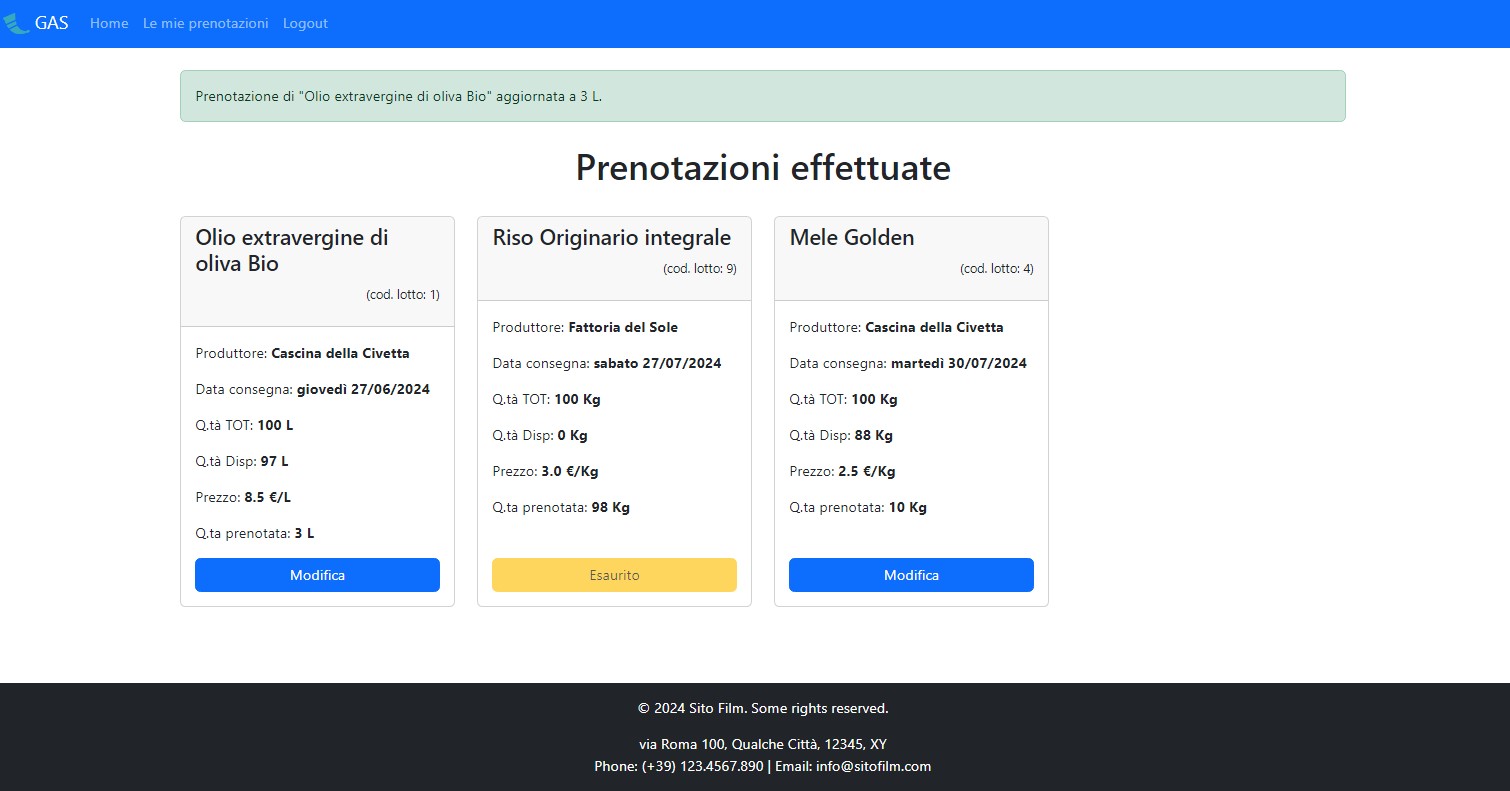 GAS Home Le mie prenotazioni Logout
Prenotazione di "Olio extravergine di oliva Bio" aggiornata a 3 L.
Prenotazioni effettuate
Olio extravergine di
oliva Bio
(cod. lotto: 1)
Produttore: Cascina della Civetta
Data consegna: giovedì 27/06/2024
Q.tà TOT: 100 L
Q.tà Disp: 97 L
Prezzo: 8.5 €/L
Q.ta prenotata: 3 L
Modifica
Riso Originario integrale
(cod. lotto: 9)
Produttore: Fattoria del Sole
Data consegna: sabato 27/07/2024
Q.tà TOT: 100 Kg
Q.tà Disp: 0 Kg
Prezzo: 3.0 €/Kg
Q.ta prenotata: 98 Kg
Esaurito
Mele Golden
(cod. lotto: 4)
Produttore: Cascina della Civetta
Data consegna: martedì 30/07/2024
Q.tà TOT: 100 Kg
Q.tà Disp: 88 Kg
Prezzo: 2.5 €/Kg
Q.ta prenotata: 10 Kg
Modifica
© 2024 Sito Film. Some rights reserved.
via Roma 100, Qualche Città, 12345, XY
Phone: (+39) 123.4567.890 | Email: info@sitofilm.com